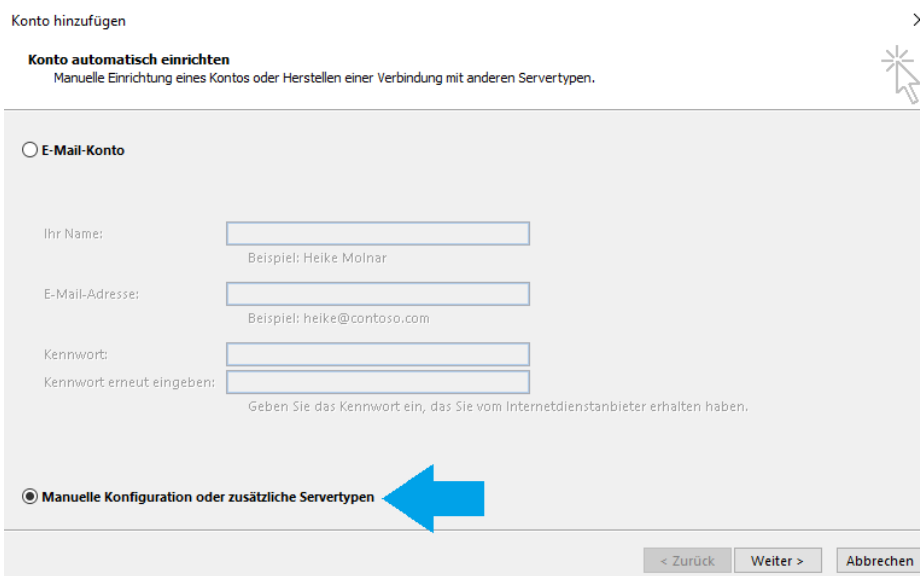 Konto hinzufügen
Konto automatisch einrichten
Manuelle Einrichtung eines Kontos oder Herstellen einer Verbindung mit anderen Servertypen.
E-Mail-Konto
Ihr Name:
Beispiel: Heike Molnar
E-Mail-Adresse:
Beispiel: heike@contoso.com
Kennwort:
Kennwort erneut eingeben:
Geben Sie das Kennwort ein, das Sie vom Internetdienstanbieter erhalten haben.
Manuelle Konfiguration oder zusätzliche Servertypen
< Zurück Weiter > Abbrechen